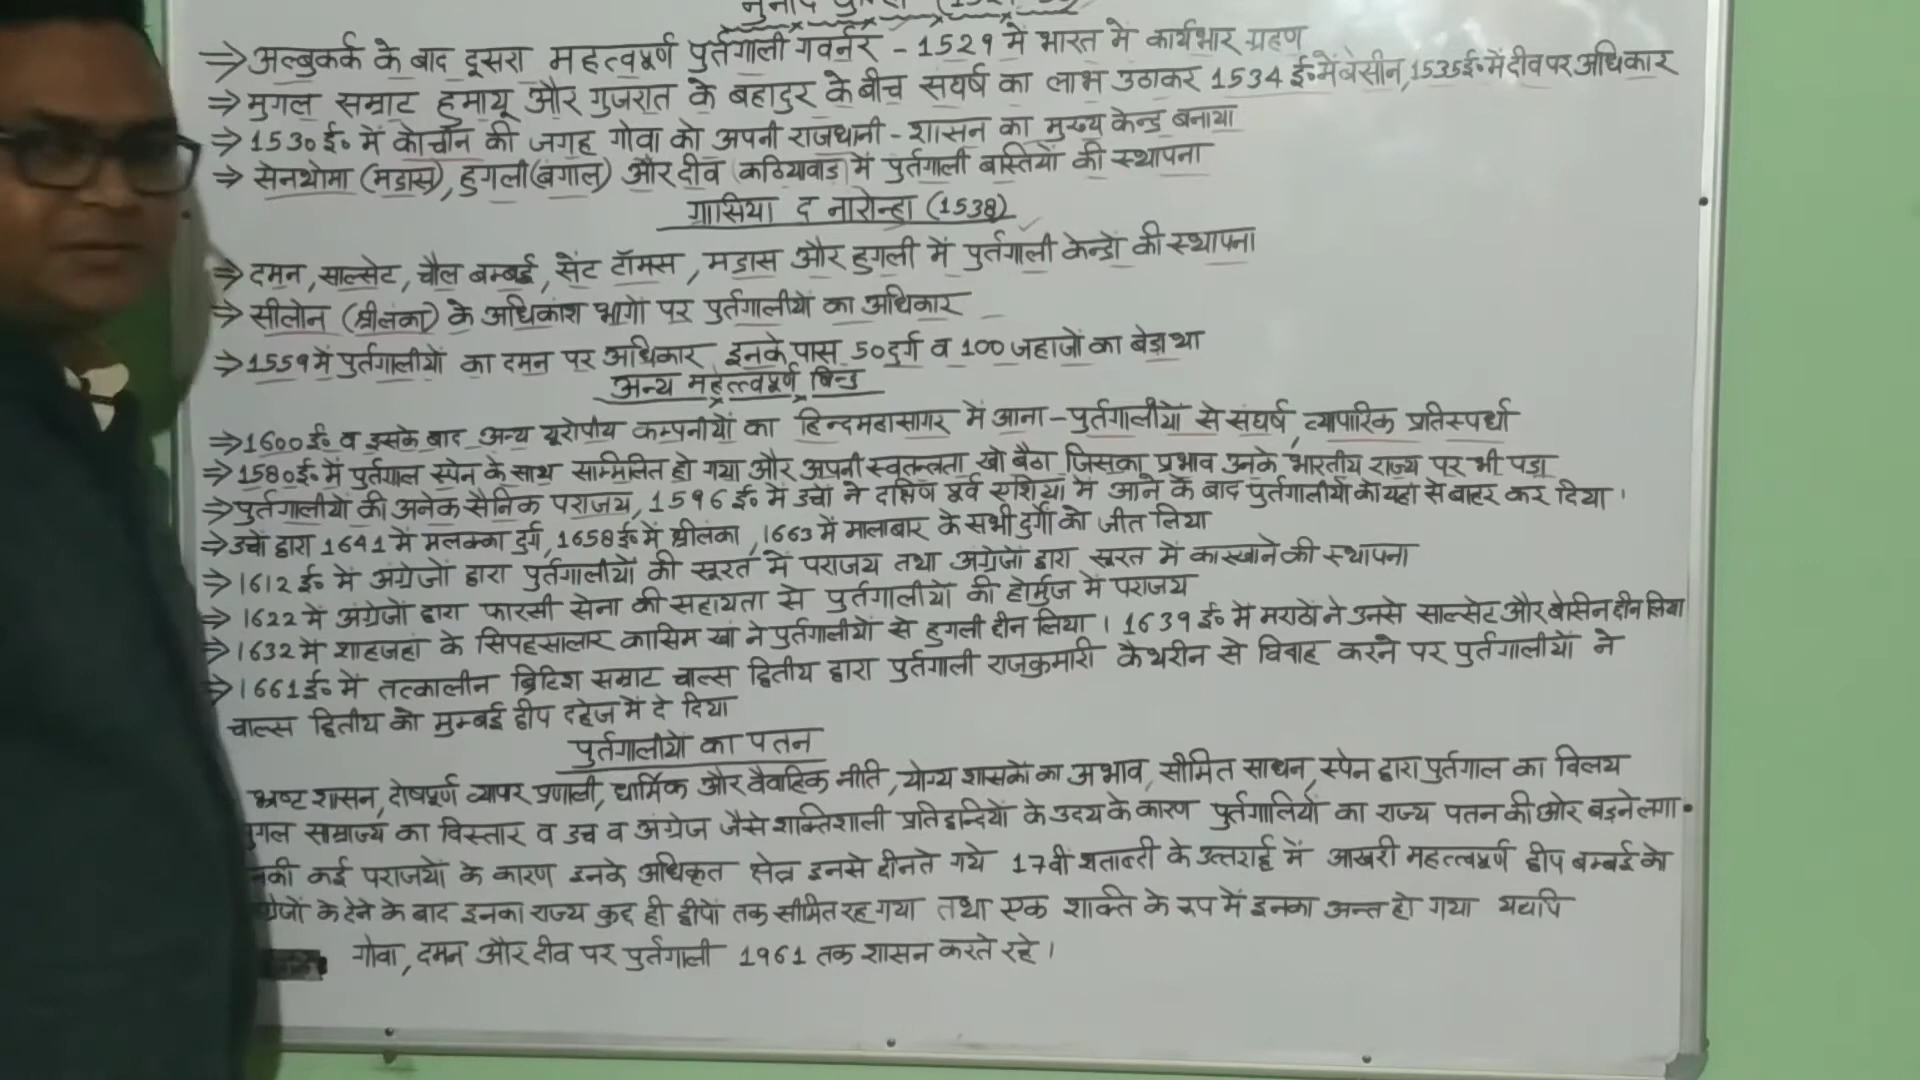 ⇒ अल्बुकर्क के बाद दूसरा महत्वपूर्ण पुर्तगाली गवर्नर - 1529 में भारत में कार्यभार ग्रहण
⇒ मुगल सम्राट हुमायू और गुजरात के बहादुर के बीच संघर्ष का लाभ उठाकर 1534 ई॰ में बेसीन, 1535 ई॰ में दीव पर अधिकार
⇒ 1530 ई॰ में कोचीन की जगह गोवा को अपनी राजधानी - शासन का मुख्य केन्द्र बनाया
⇒ सेनथोमा (मद्रास), हुगली (बंगाल) और दीव (कठियावाड) में पुर्तगाली बस्तियों की स्थापना
ग्रासिया द नारोन्हा (1538)
⇒ दमन, साल्सेट, चौल बम्बई, सेंट टॉमस, मद्रास और हुगली में पुर्तगाली केन्द्रो की स्थापना
⇒ सीलोन (श्रीलंका) के अधिकांश भागो पर पुर्तगालीयो का अधिकार
⇒ 1559 में पुर्तगालीयों का दमन पर अधिकार, इनके पास 50 दुर्ग व 100 जहाजों का बेडा था
अन्य महत्त्वपूर्ण बिन्दु
⇒ 1600 ई॰ व इसके बाद अन्य यूरोपीय कम्पनीयों का हिन्दमहासागर में आना - पुर्तगालीयों से संघर्ष, व्यापारिक प्रतिस्पर्धा
⇒ 1580 ई॰ में पुर्तगाल स्पेन के साथ सम्मिलित हो गया और अपनी स्वतन्त्रता खो बैठा जिसका प्रभाव उनके भारतीय राज्य पर भी पड़ा
⇒ पुर्तगालीयों की अनेक सैनिक पराजय, 1596 ई॰ में डचों ने दक्षिण पूर्व एशिया में आने के बाद पुर्तगालीयों को यहां से बाहर कर दिया ।
⇒ डचों द्वारा 1641 में मलक्का दुर्ग, 1658 ई॰ में श्रीलंका, 1663 में मालाबार के सभी दुर्गों को जीत लिया
⇒ 1612 ई॰ में अंग्रेजों द्वारा पुर्तगालीयों की सूरत में पराजय तथा अंग्रेजों द्वारा सूरत में कारखाने की स्थापना
⇒ 1622 में अंग्रेजों द्वारा फारसी सेना की सहायता से पुर्तगालीयों की होर्मुज में पराजय
⇒ 1632 में शाहजहां के सिपहसालार कासिम खां ने पुर्तगालीयों से हुगली छीन लिया । 1639 ई॰ में मराठों ने उनसे साल्सेट और बेसिन छीन लिया
⇒ 1661 ई॰ में तत्कालीन ब्रिटिश सम्राट चार्ल्स द्वितीय द्वारा पुर्तगाली राजकुमारी कैथरीन से विवाह करने पर पुर्तगालीयों ने
चार्ल्स द्वितीय को मुम्बई द्वीप दहेज में दे दिया
पुर्तगालीयो का पतन
भ्रष्ट शासन, दोषपूर्ण व्यापर प्रणाली, धार्मिक और वैवाहिक नीति, योग्य शासकों का अभाव, सीमित साधन, स्पेन द्वारा पुर्तगाल का विलय
साम्राज्य का विस्तार व डच व अंग्रेज जैसे शक्तिशाली प्रतिद्वन्दियों के उदय के कारण पुर्तगालियों का राज्य पतन की ओर बढ़ने लगा
कई पराजयों के कारण इनके अधिकृत क्षेत्र इनसे छीनते गये 17वीं शताब्दी के उत्तरार्द्ध में आखरी महत्त्वपूर्ण द्वीप बम्बई को
के देने के बाद इनका राज्य कुछ ही द्वीपों तक सीमित रह गया तथा एक शक्ति के रूप में इनका अन्त हो गया यद्यपि
गोवा, दमन और दीव पर पुर्तगाली 1961 तक शासन करते रहे ।